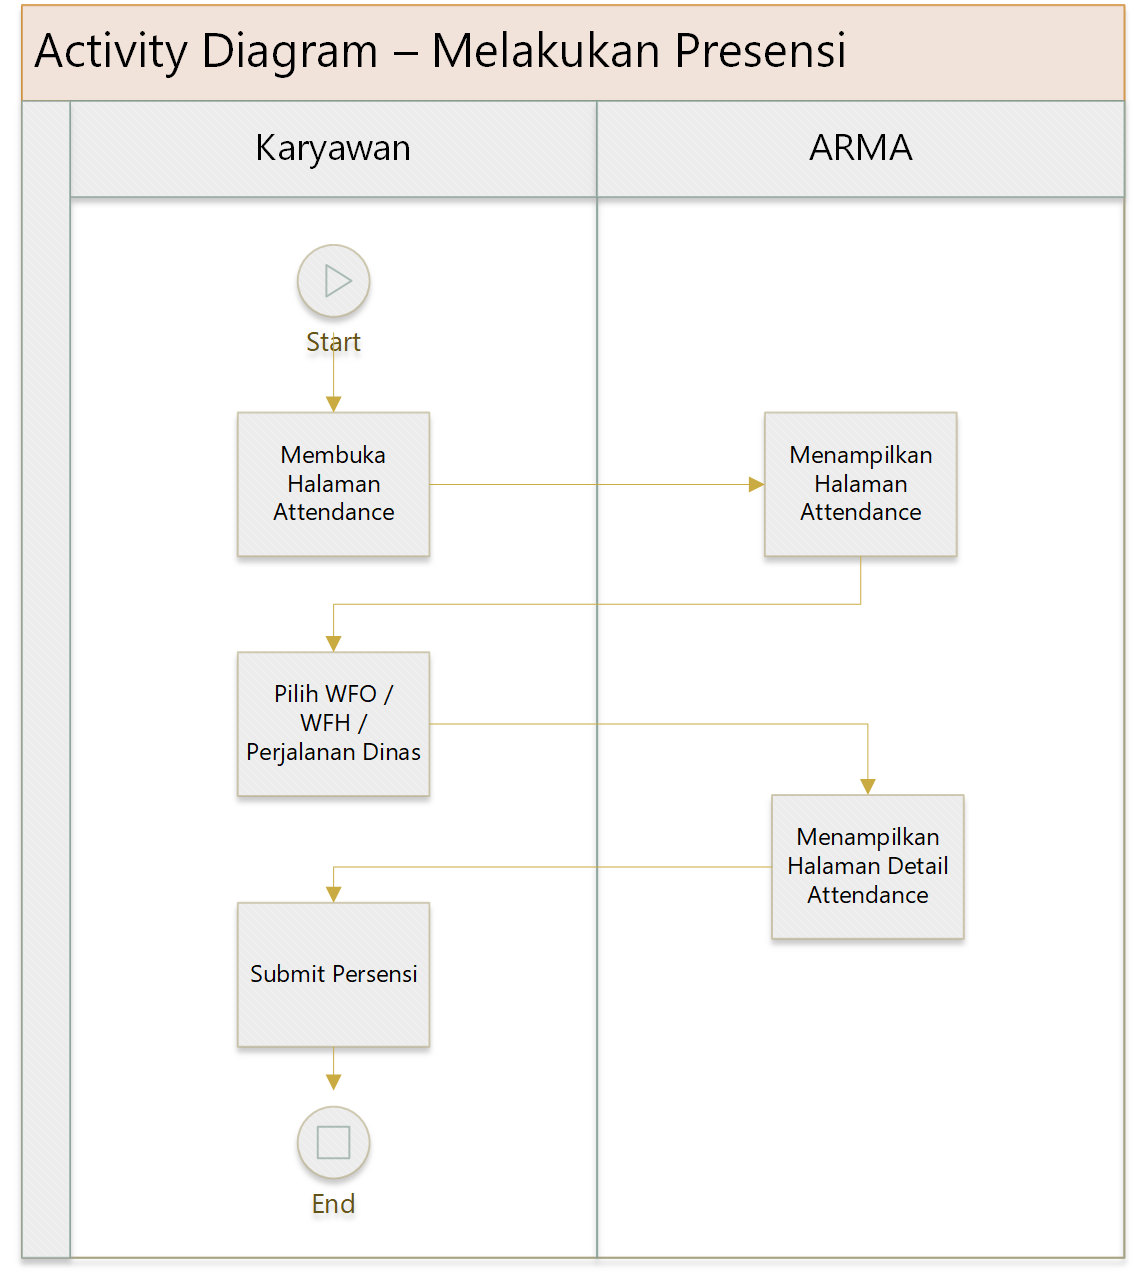 Activity Diagram – Melakukan Presensi
Karyawan
ARMA
Start
Membuka
Halaman
Attendance
Menampilkan
Halaman
Attendance
Pilih WFO /
WFH /
Perjalanan Dinas
Menampilkan
Halaman Detail
Attendance
Submit Persensi
End